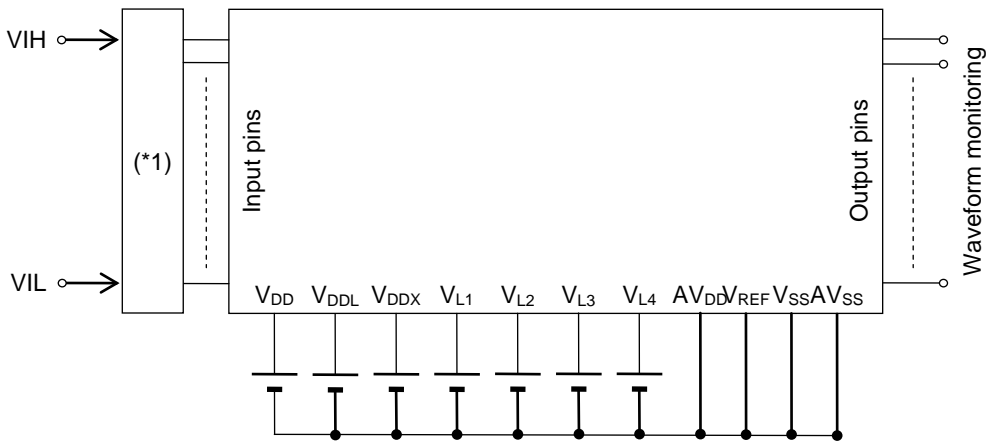 VIH
(*1)
VIL
Input pins
Output pins
Waveform monitoring
VDD VDDL VDDX VL1 VL2 VL3 VL4 AVDD VREF VSS AVSS